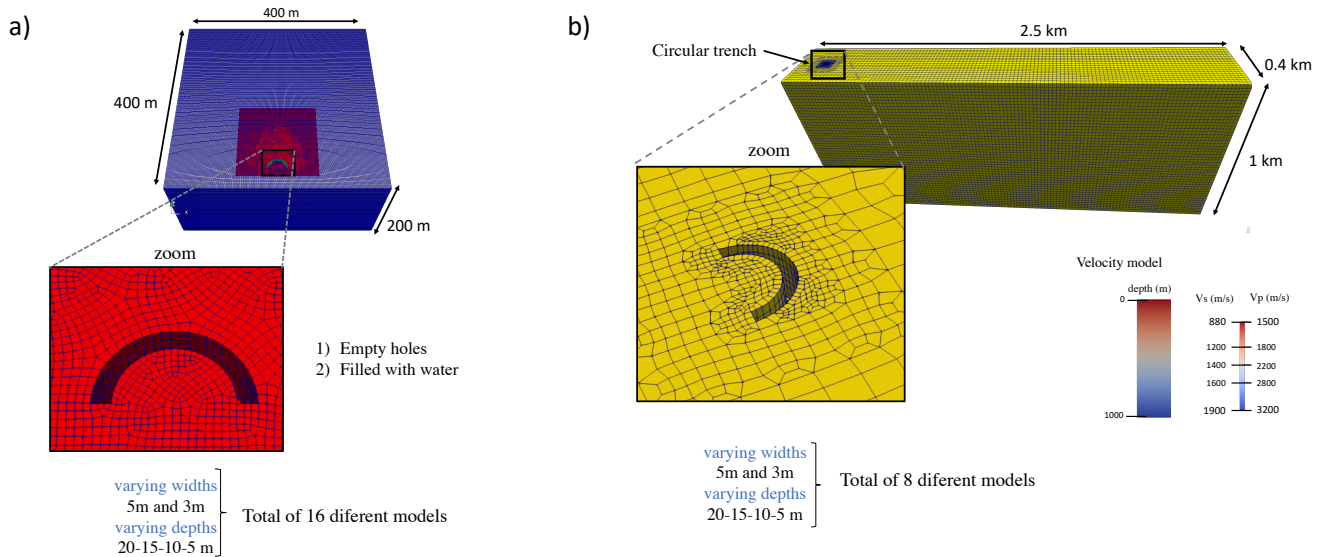 a)
400 m
400 m
200 m
zoom
1) Empty holes
2) Filled with water
varying widths
5m and 3m
varying depths
20-15-10-5 m
Total of 16 diferent models
b)
Circular trench
2.5 km
0.4 km
1 km
zoom
Velocity model
depth (m)
0
1000
Vs (m/s) Vp (m/s)
880 1500
1200 1800
1400 2200
1600 2800
1900 3200
varying widths
5m and 3m
varying depths
20-15-10-5 m
Total of 8 diferent models